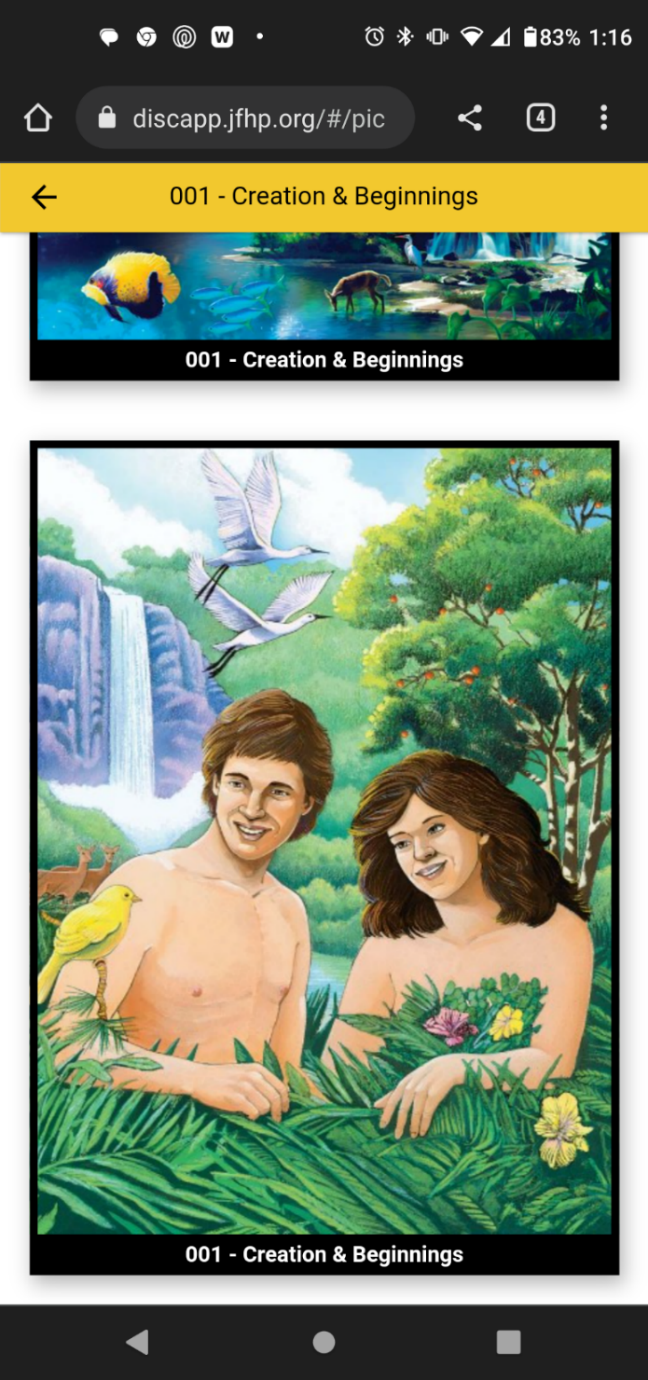 W
83% 1:16
discapp.jfhp.org/#/pic
4
001 - Creation & Beginnings
001 - Creation & Beginnings
001 - Creation & Beginnings